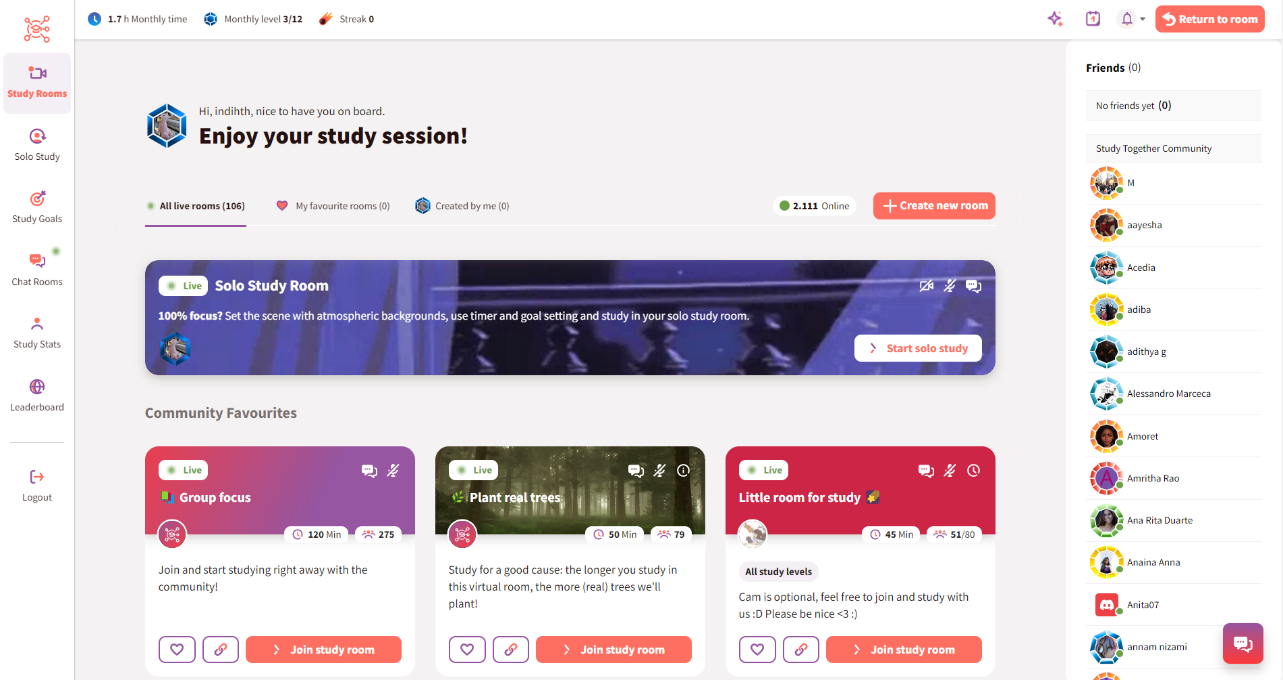 1.7 h Monthly time
Monthly level 3/12
Streak 0
1
Return to room
Study Rooms
Solo Study
Study Goals
Chat Rooms
Study Stats
Leaderboard
Logout
Hi, indihth, nice to have you on board.
Enjoy your study session!
All live rooms (106)
My favourite rooms (0)
Created by me (0)
2.111 Online
Create new room
Live
Solo Study Room
100% focus? Set the scene with atmospheric backgrounds, use timer and goal setting and study in your solo study room.
Start solo study
Community Favourites
Live
Group focus
120 Min
275
Join and start studying right away with the
community!
Join study room
Live
Plant real trees
50 Min
79
Study for a good cause: the longer you study in
this virtual room, the more (real) trees we'll
plant!
Join study room
Live
Little room for study
45 Min
51/80
All study levels
Cam is optional, feel free to join and study with
us :D Please be nice <3 :)
Join study room
Friends (0)
No friends yet (0)
Study Together Community
M
aayesha
Acedia
adiba
adithya g
Alessandro Marceca
Amoret
A
Amritha Rao
Ana Rita Duarte
Anaina Anna
Anita07
annam nizami